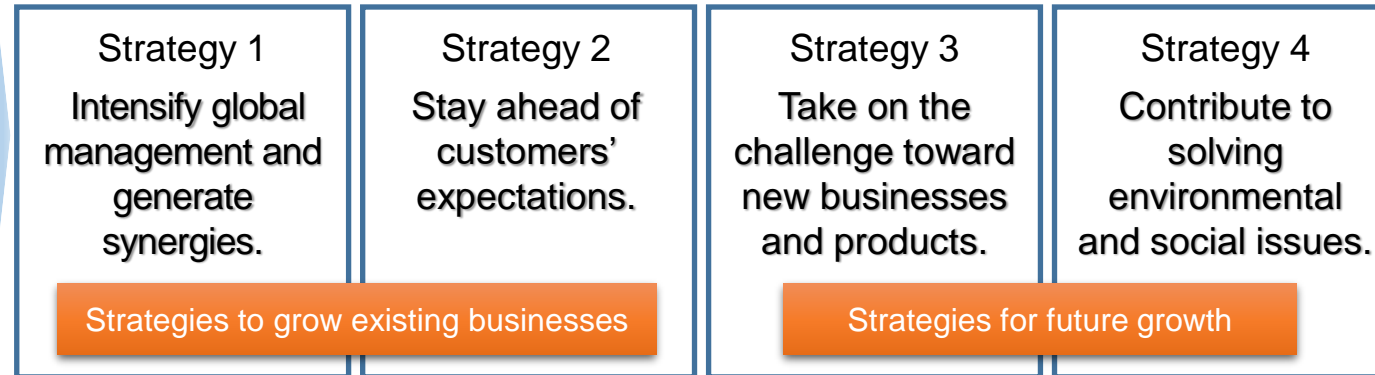 Strategy 1
Intensify global
management and
generate
synergies.
Strategy 2
Stay ahead of
customers’
expectations.
Strategy 3
Take on the
challenge toward
new businesses
and products.
Strategy 4
Contribute to
solving
environmental
and social issues.
Strategies to grow existing businesses
Strategies for future growth